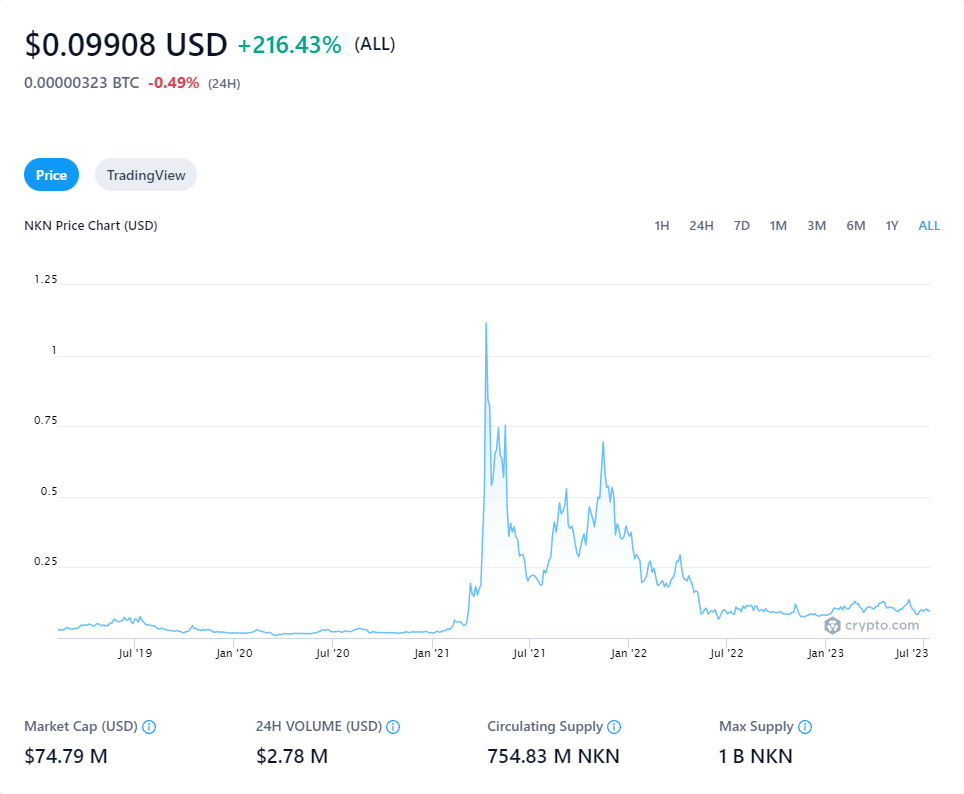 $0.09908 USD +216.43% (ALL)
0.00000323 BTC -0.49% (24H)
Price TradingView
NKN Price Chart (USD) 1H 24H 7D 1M 3M 6M 1Y ALL
1.25
1
0.75
0.5
0.25
crypto.com
Jul '19 Jan '20 Jul '20 Jan '21 Jul '21 Jan '22 Jul '22 Jan '23 Jul '23
Market Cap (USD) 24H VOLUME (USD) Circulating Supply Max Supply
$74.79 M $2.78 M 754.83 M NKN 1 B NKN